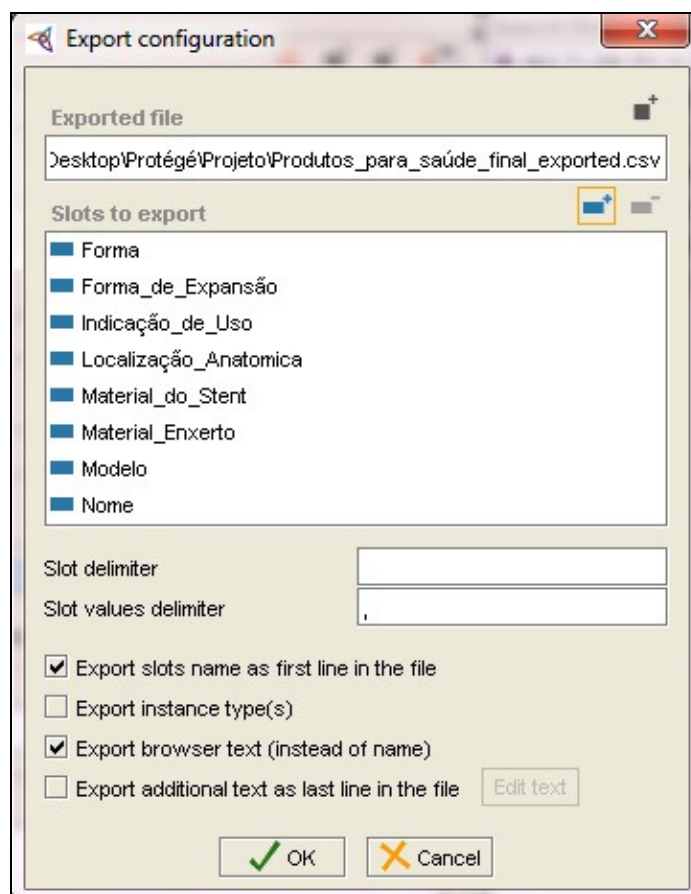 Export configuration
Exported file
Desktop\Protégé\Projeto\Produtos_para_saúde_final_exported.csv
Slots to export
Forma
Forma_de_Expansão
Indicação_de_Uso
Localização_Anatomica
Material_do_Stent
Material_Enxerto
Modelo
Nome
Slot delimiter
Slot values delimiter ,
Export slots name as first line in the file
Export instance type(s)
Export browser text (instead of name)
Export additional text as last line in the file Edit text
OK Cancel